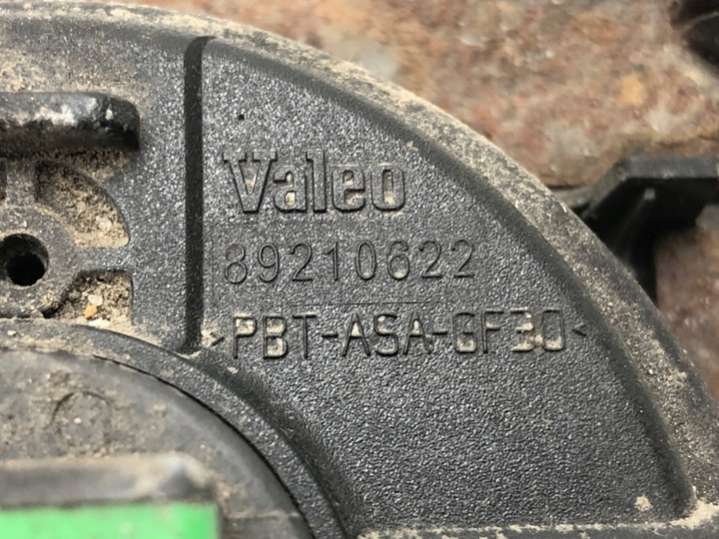 Valeo
89210622
>PBT-ASA-GF30<